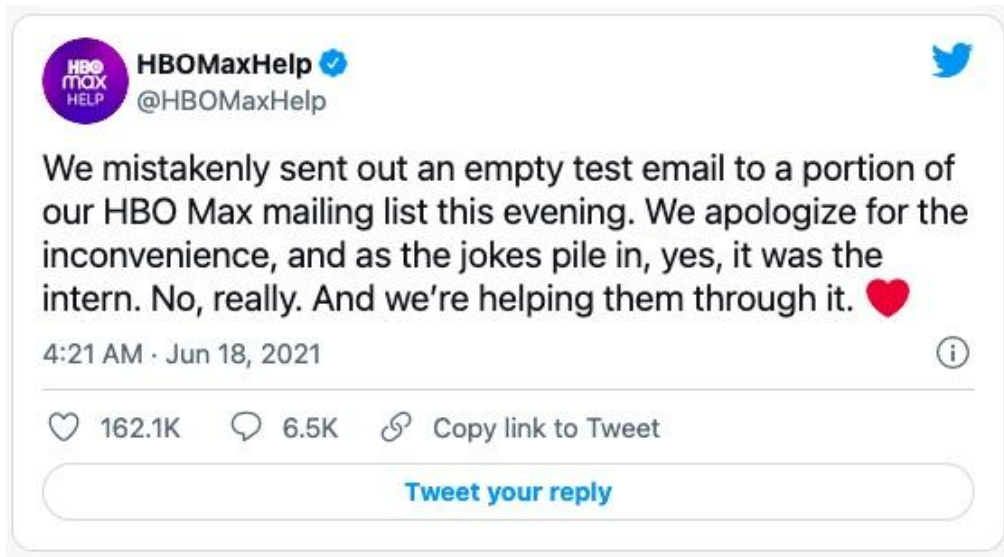 HBO
max
HELP
HBOMaxHelp
@HBOMaxHelp
We mistakenly sent out an empty test email to a portion of
our HBO Max mailing list this evening. We apologize for the
inconvenience, and as the jokes pile in, yes, it was the
intern. No, really. And we’re helping them through it. ❤️
4:21 AM · Jun 18, 2021
162.1K 6.5K Copy link to Tweet
Tweet your reply